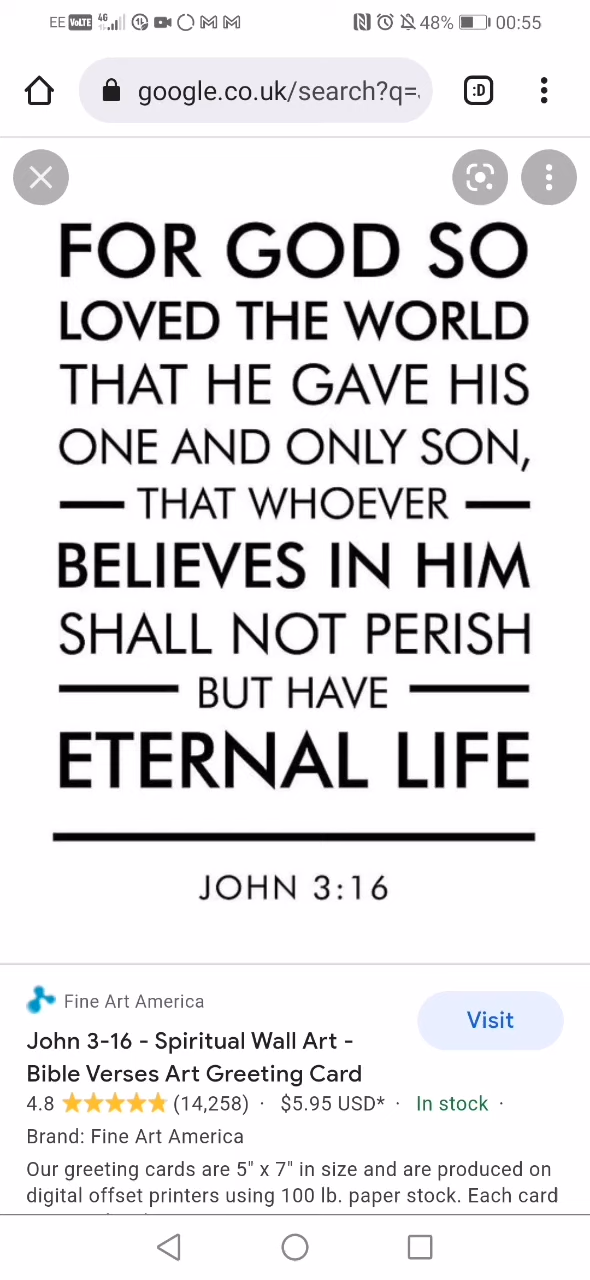 EE VoLTE 4G 48% 00:55
google.co.uk/search?q=
:D
FOR GOD SO
LOVED THE WORLD
THAT HE GAVE HIS
ONE AND ONLY SON,
THAT WHOEVER
BELIEVES IN HIM
SHALL NOT PERISH
BUT HAVE
ETERNAL LIFE
JOHN 3:16
Fine Art America
Visit
John 3-16 - Spiritual Wall Art -
Bible Verses Art Greeting Card
4.8 (14,258) · $5.95 USD* · In stock ·
Brand: Fine Art America
Our greeting cards are 5" x 7" in size and are produced on
digital offset printers using 100 lb. paper stock. Each card